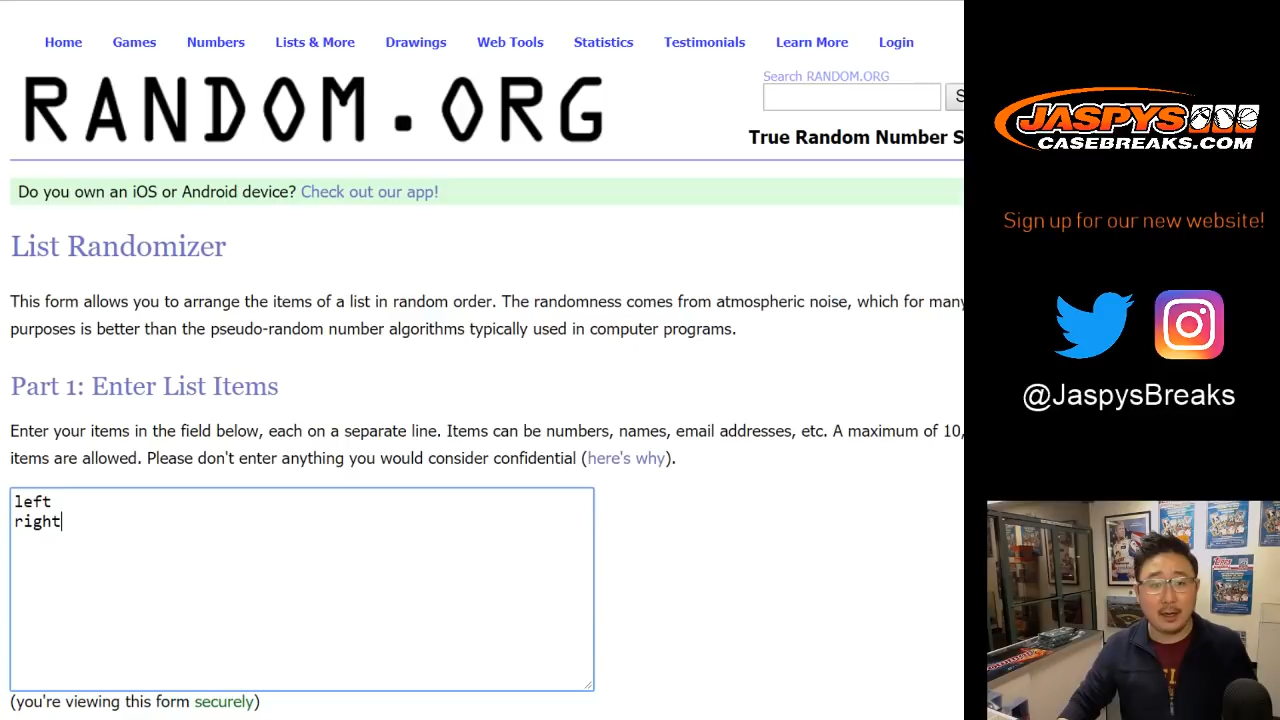 Home Games Numbers Lists & More Drawings Web Tools Statistics Testimonials Learn More Login
RANDOM.ORG
Search RANDOM.ORG
S
True Random Number S
Do you own an iOS or Android device? Check out our app!
List Randomizer
This form allows you to arrange the items of a list in random order. The randomness comes from atmospheric noise, which for many
purposes is better than the pseudo-random number algorithms typically used in computer programs.
Part 1: Enter List Items
Enter your items in the field below, each on a separate line. Items can be numbers, names, email addresses, etc. A maximum of 10,
items are allowed. Please don't enter anything you would consider confidential (here's why).
left
right
(you're viewing this form securely)
JASPYS
CASEBREAKS.COM
Sign up for our new website!
@JaspysBreaks